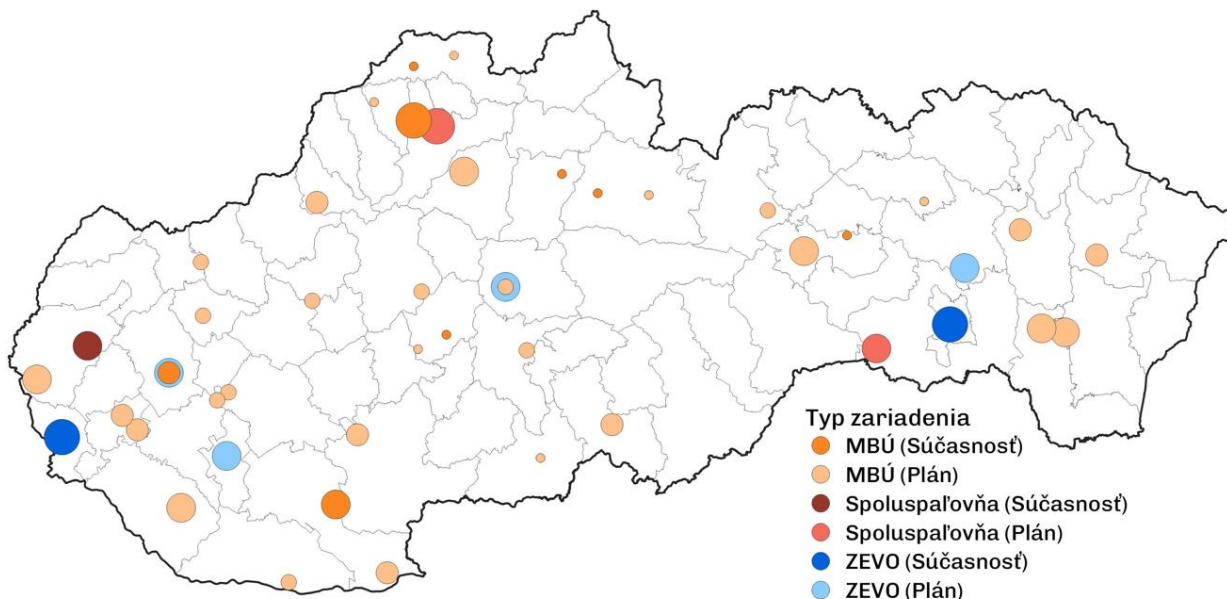 Typ zariadenia
MBÚ (Súčasnosť)
MBÚ (Plán)
Spoluspaľovňa (Súčasnosť)
Spoluspaľovňa (Plán)
ZEVO (Súčasnosť)
ZEVO (Plán)